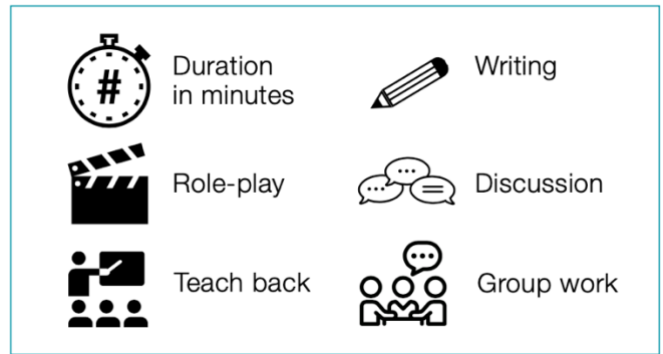 #
Duration
in minutes
Writing
Role-play
Discussion
Teach back
Group work